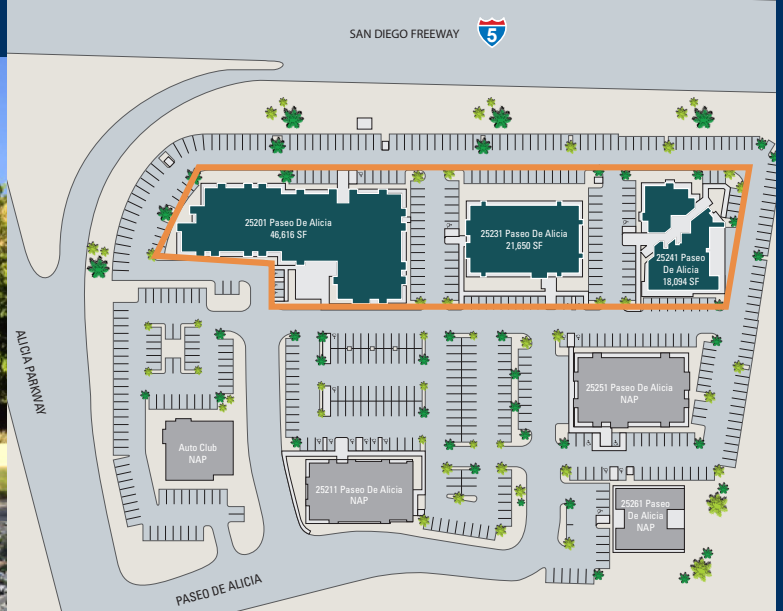 SAN DIEGO FREEWAY
5
25201 Paseo De Alicia
46,616 SF
25231 Paseo De Alicia
21,650 SF
25241 Paseo
De Alicia
18,094 SF
ALICIA PARKWAY
25251 Paseo De Alicia
NAP
Auto Club
NAP
25211 Paseo De Alicia
NAP
25261 Paseo
De Alicia
NAP
PASEO DE ALICIA